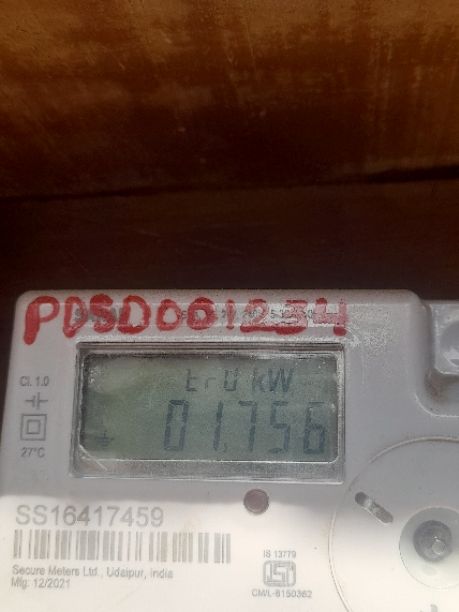 PDSD001234
Cl. 1.0
27°C
kW
01.756
SS16417459
Secure Meters Ltd., Udaipur, India
Mfg: 12/2021
IS 13779
ISI
CM/L-8150362